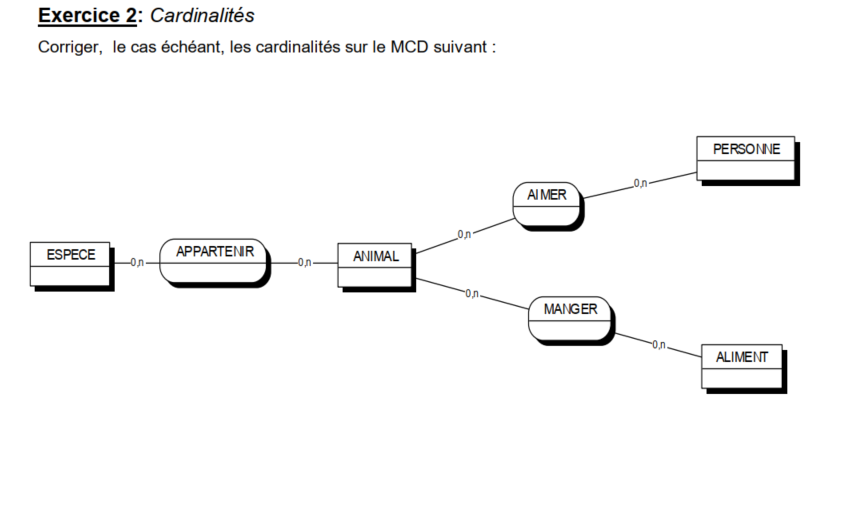 Exercice 2: Cardinalités
Corriger, le cas échéant, les cardinalités sur le MCD suivant :
PERSONNE
0,n
AIMER
0,n
ESPECE
0,n
APPARTENIR
0,n
ANIMAL
0,n
MANGER
0,n
ALIMENT